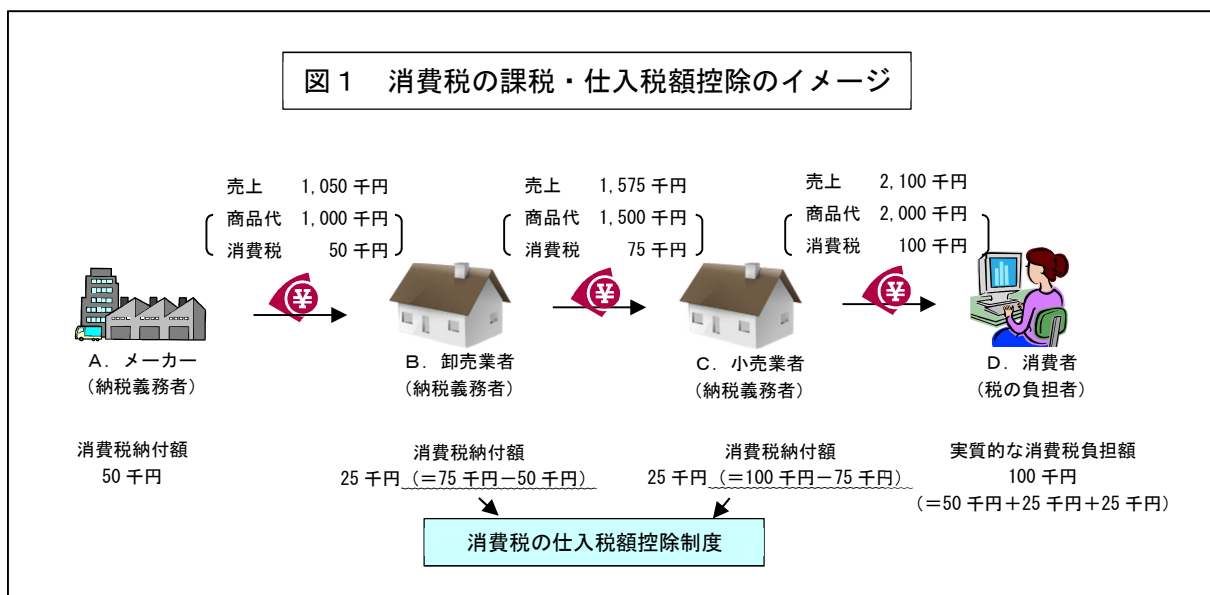 図１　消費税の課税・仕入税額控除のイメージ
売上　1,050 千円
商品代　1,000 千円
消費税　50 千円
売上　1,575 千円
商品代　1,500 千円
消費税　75 千円
売上　2,100 千円
商品代　2,000 千円
消費税　100 千円
¥
¥
¥
Ａ．メーカー
（納税義務者）
Ｂ．卸売業者
（納税義務者）
Ｃ．小売業者
（納税義務者）
Ｄ．消費者
（税の負担者）
消費税納付額
50 千円
消費税納付額
25 千円（＝75 千円－50 千円）
消費税納付額
25 千円（＝100 千円－75 千円）
実質的な消費税負担額
100 千円
（＝50 千円＋25 千円＋25 千円）
消費税の仕入税額控除制度